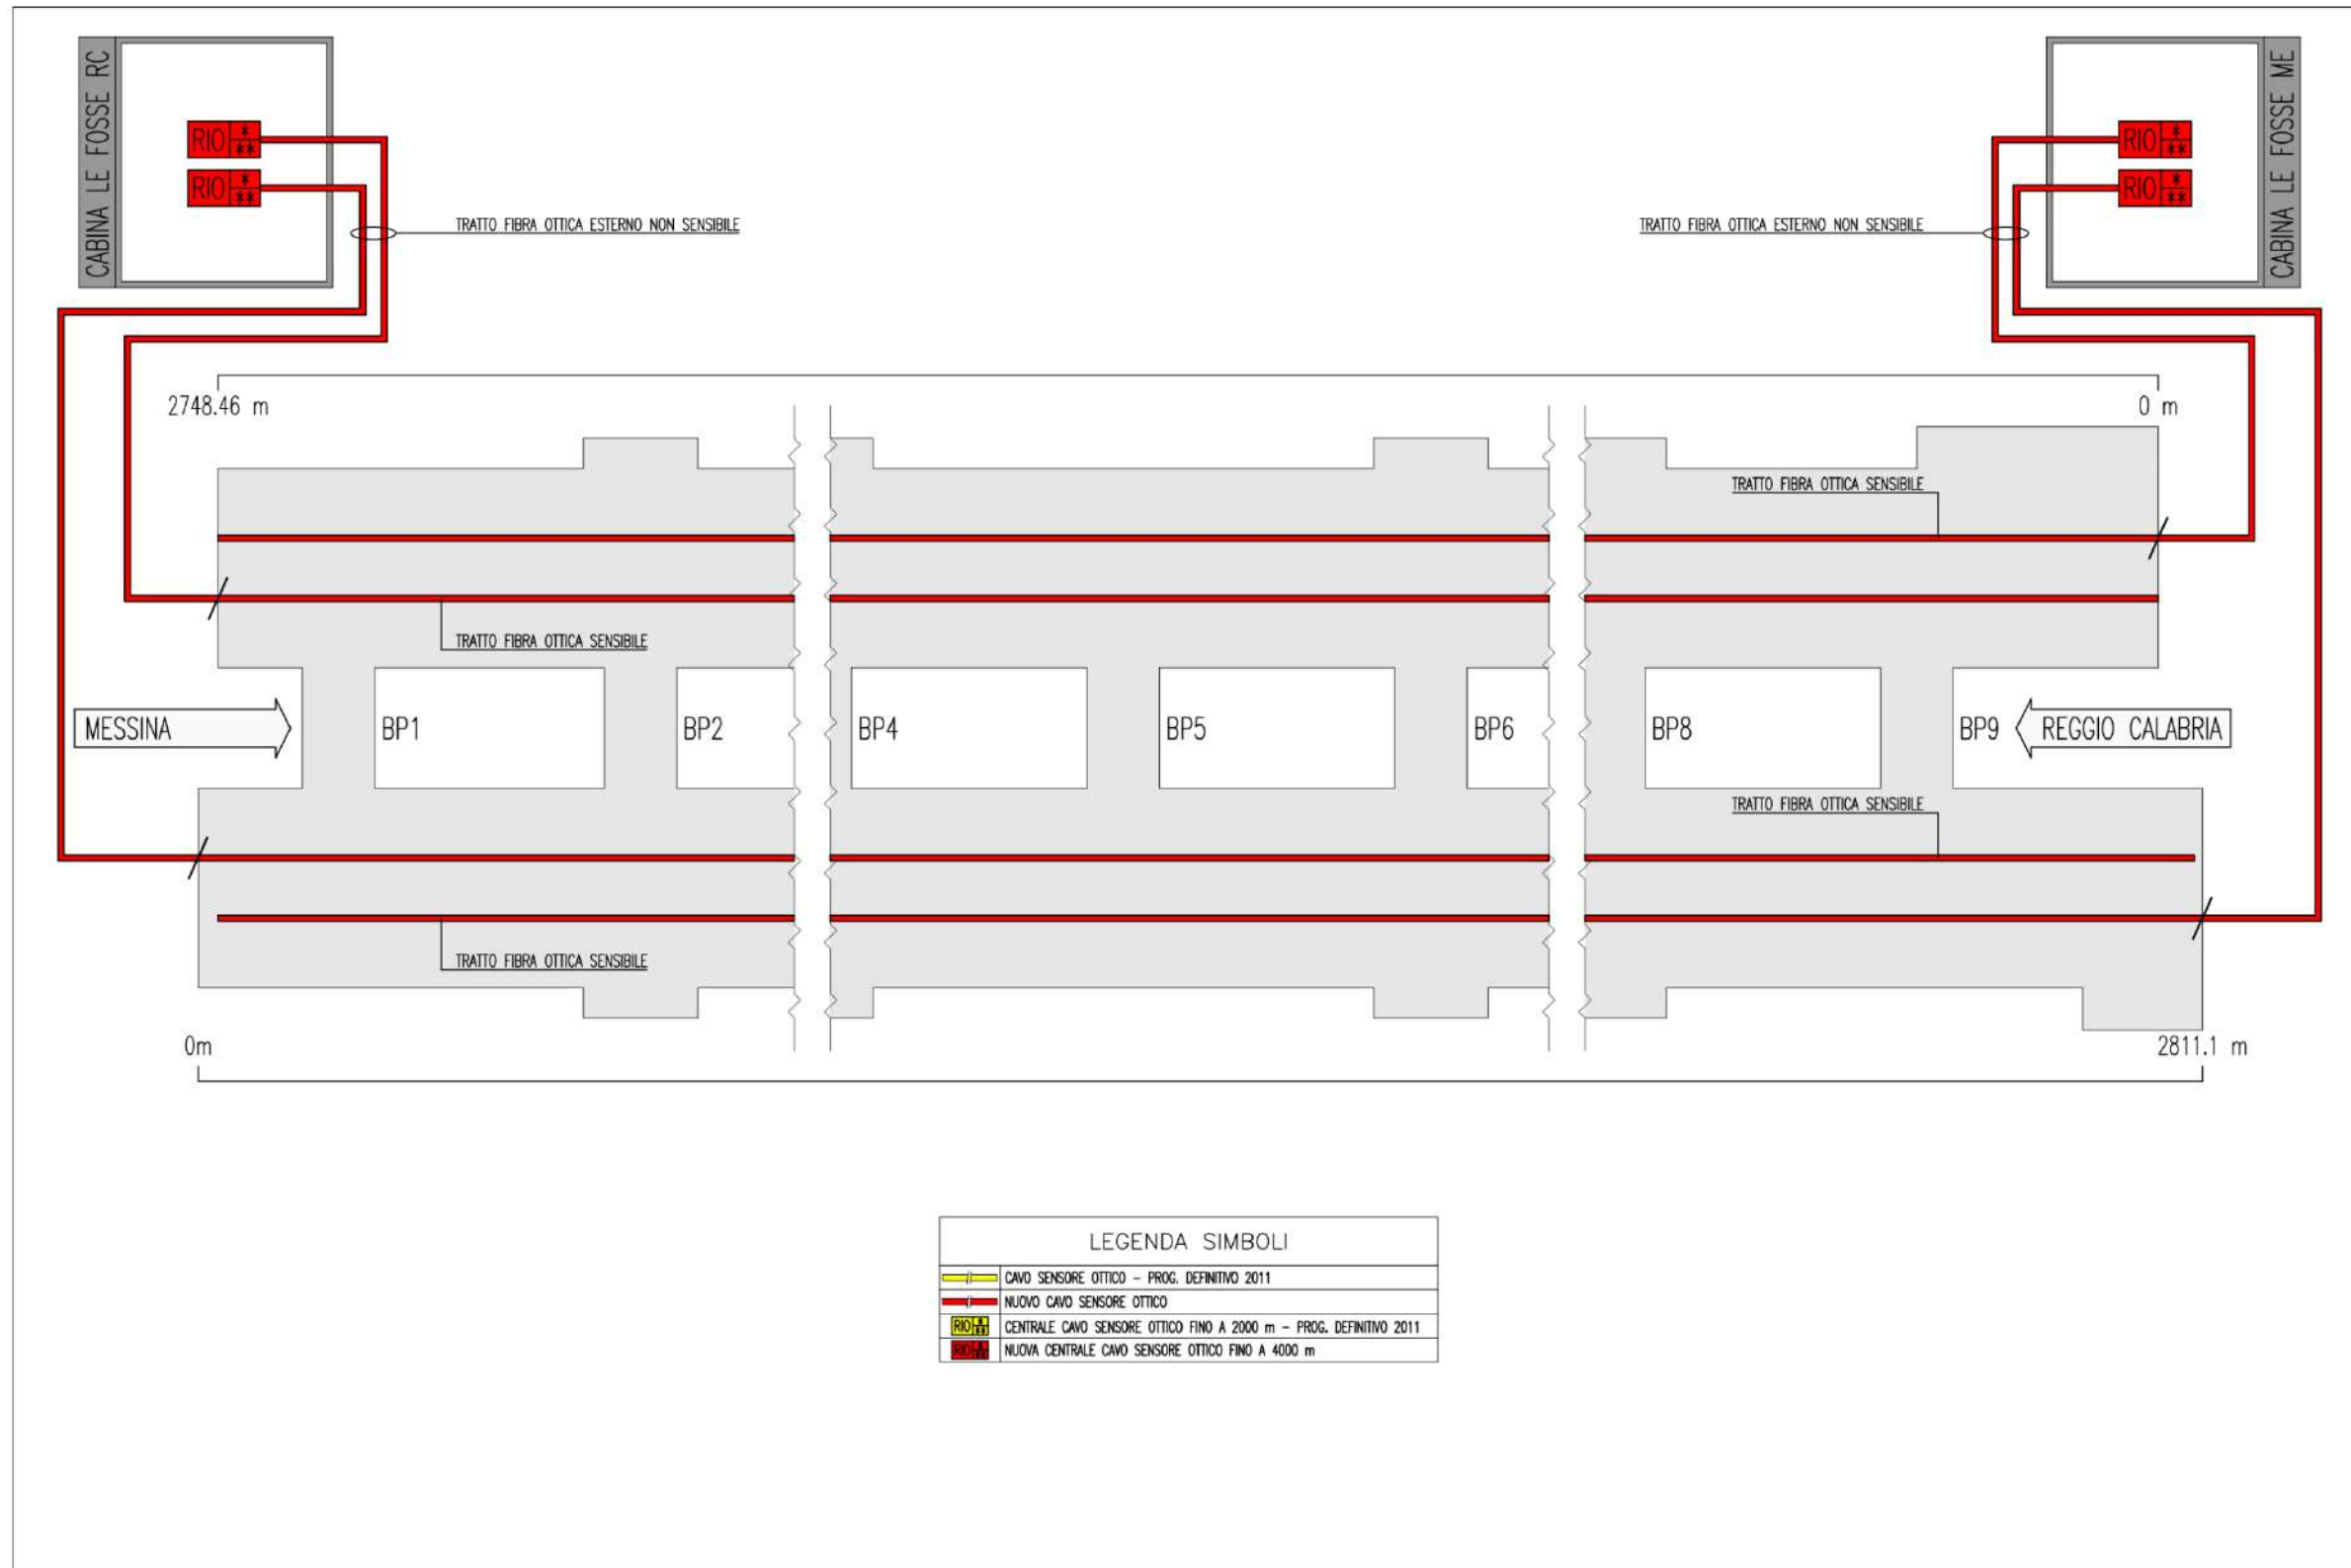 CABINA LE FOSSE RC
RIO * **
RIO * **
TRATTO FIBRA OTTICA ESTERNO NON SENSIBILE
TRATTO FIBRA OTTICA ESTERNO NON SENSIBILE
RIO * **
RIO * **
CABINA LE FOSSE ME
2748.46 m
0 m
TRATTO FIBRA OTTICA SENSIBILE
TRATTO FIBRA OTTICA SENSIBILE
MESSINA
BP1
BP2
BP4
BP5
BP6
BP8
BP9
REGGIO CALABRIA
TRATTO FIBRA OTTICA SENSIBILE
TRATTO FIBRA OTTICA SENSIBILE
0m
2811.1 m
LEGENDA SIMBOLI
CAVO SENSORE OTTICO – PROG. DEFINITIVO 2011
NUOVO CAVO SENSORE OTTICO
RIO * ** CENTRALE CAVO SENSORE OTTICO FINO A 2000 m – PROG. DEFINITIVO 2011
RIO * ** NUOVA CENTRALE CAVO SENSORE OTTICO FINO A 4000 m